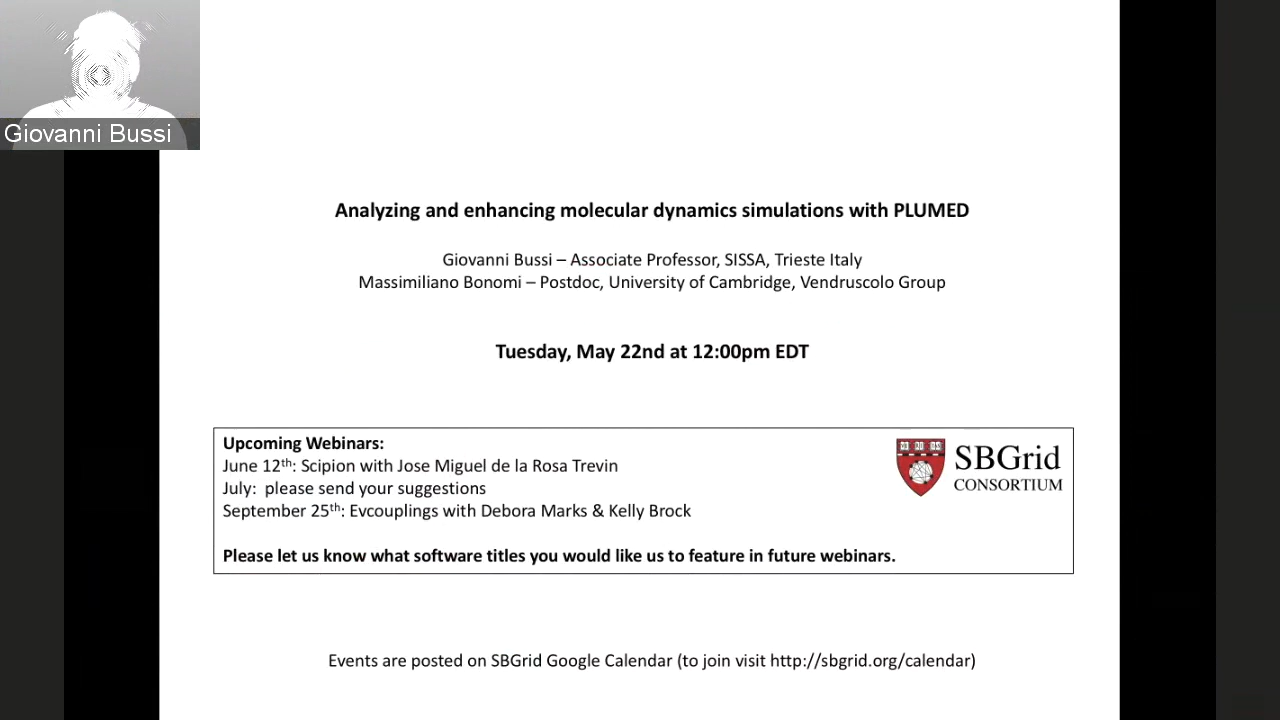 Giovanni Bussi
Analyzing and enhancing molecular dynamics simulations with PLUMED
Giovanni Bussi – Associate Professor, SISSA, Trieste Italy
Massimiliano Bonomi – Postdoc, University of Cambridge, Vendruscolo Group
Tuesday, May 22nd at 12:00pm EDT
Upcoming Webinars:
June 12th: Scipion with Jose Miguel de la Rosa Trevin
July:  please send your suggestions
September 25th: Evcouplings with Debora Marks & Kelly Brock
Please let us know what software titles you would like us to feature in future webinars.
SBGrid
CONSORTIUM
Events are posted on SBGrid Google Calendar (to join visit http://sbgrid.org/calendar)